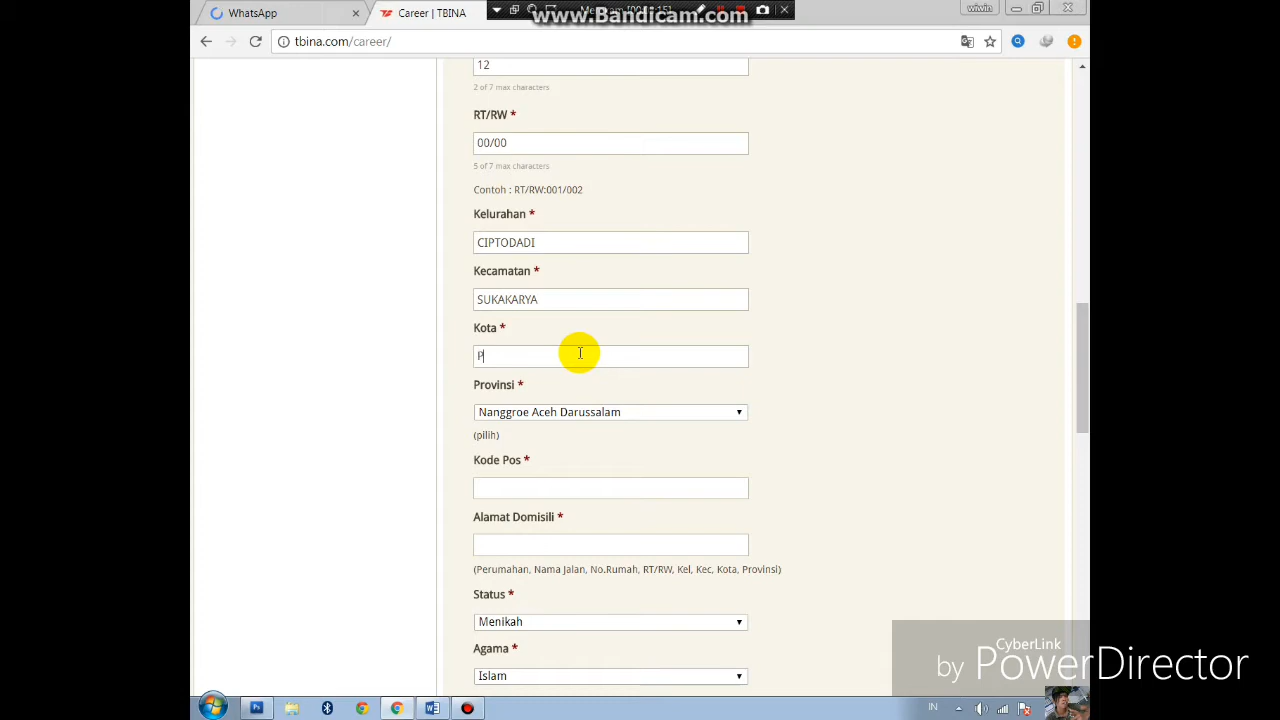 WhatsApp
Career | TBINA
www.Bandicam.com
wiwin
tbina.com/career/
12
2 of 7 max characters
RT/RW *
00/00
5 of 7 max characters
Contoh : RT/RW:001/002
Kelurahan *
CIPTODADI
Kecamatan *
SUKAKARYA
Kota *
P
Provinsi *
Nanggroe Aceh Darussalam
(pilih)
Kode Pos *
Alamat Domisili *
(Perumahan, Nama Jalan, No.Rumah, RT/RW, Kel, Kec, Kota, Provinsi)
Status *
Menikah
Agama *
Islam
CyberLink
by PowerDirector
IN